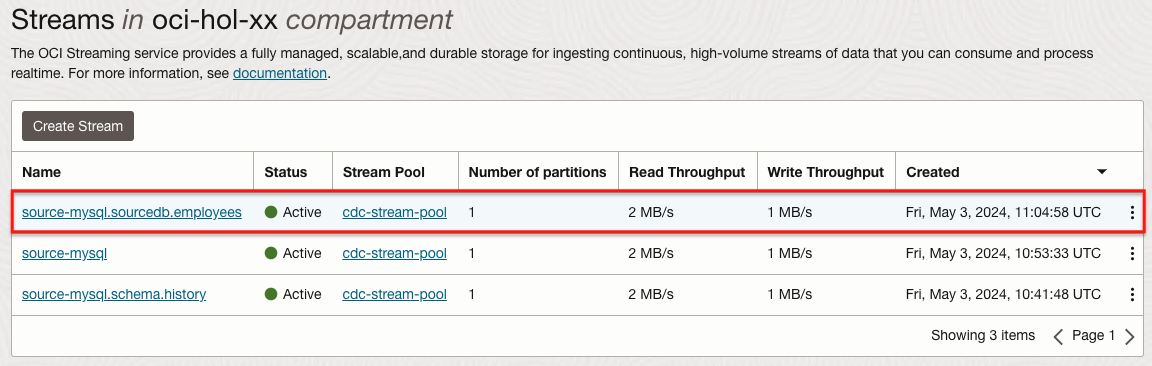 Streams in oci-hol-xx compartment
The OCI Streaming service provides a fully managed, scalable,and durable storage for ingesting continuous, high-volume streams of data that you can consume and process
realtime. For more information, see documentation.
Create Stream
Name Status Stream Pool Number of partitions Read Throughput Write Throughput Created
source-mysql.sourcedb.employees Active cdc-stream-pool 1 2 MB/s 1 MB/s Fri, May 3, 2024, 11:04:58 UTC
source-mysql Active cdc-stream-pool 1 2 MB/s 1 MB/s Fri, May 3, 2024, 10:53:33 UTC
source-mysql.schema.history Active cdc-stream-pool 1 2 MB/s 1 MB/s Fri, May 3, 2024, 10:41:48 UTC
Showing 3 items Page 1